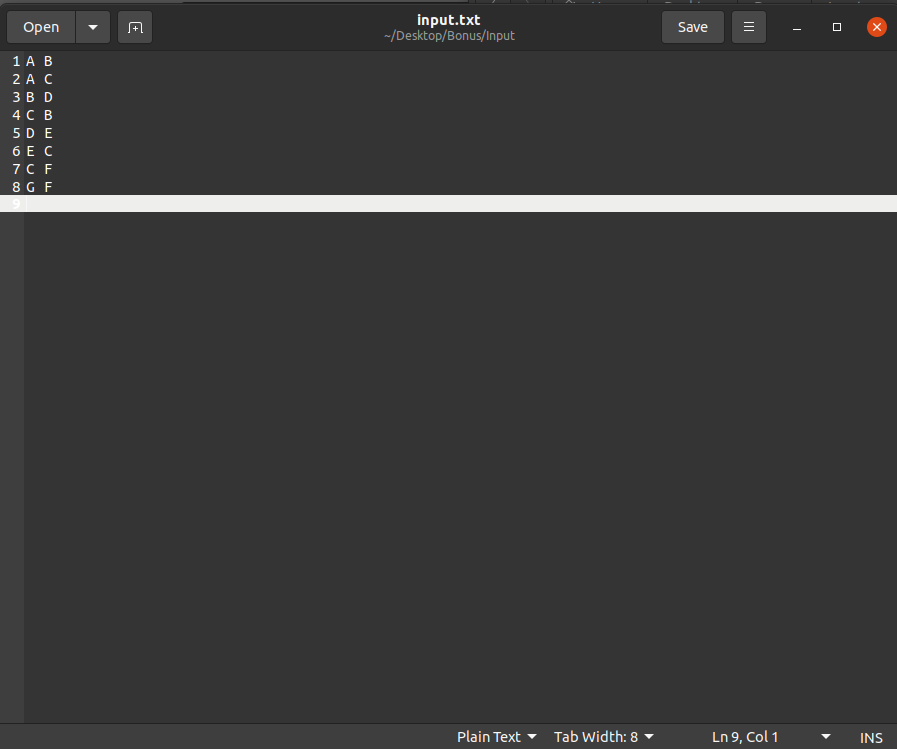 Open
input.txt
~/Desktop/Bonus/Input
Save
1 A B
2 A C
3 B D
4 C B
5 D E
6 E C
7 C F
8 G F
9
Plain Text Tab Width: 8 Ln 9, Col 1 INS